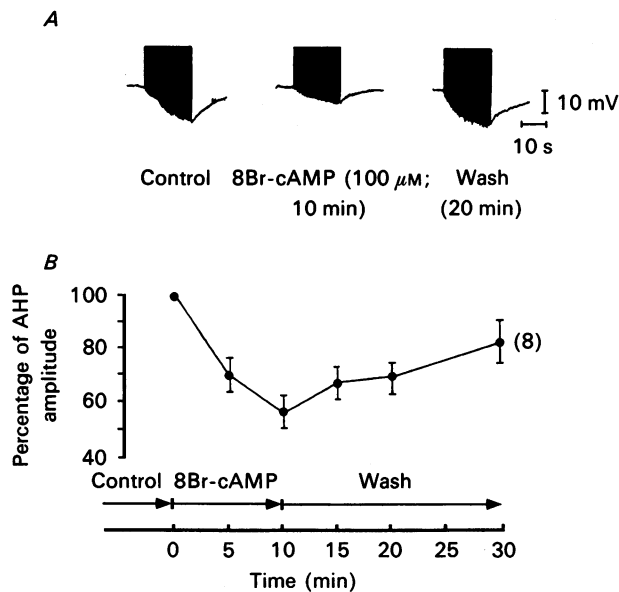 A
10 mV
10 s
Control 8Br-cAMP (100 μM; Wash
10 min) (20 min)
B
Percentage of AHP
amplitude
100
80
60
40
(8)
Control 8Br-cAMP Wash
0 5 10 15 20 25 30
Time (min)